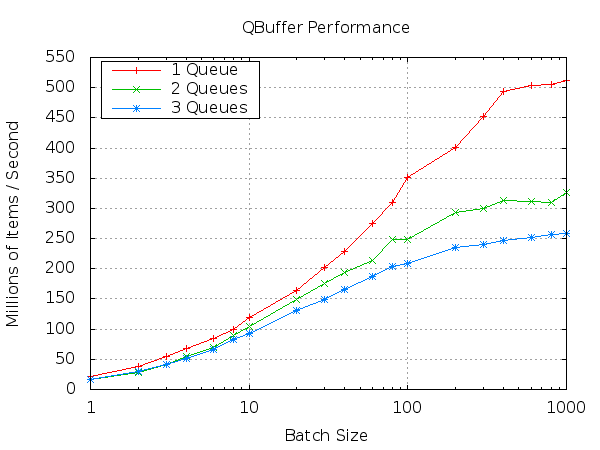 QBuffer Performance
550
500
450
400
350
300
250
200
150
100
50
0
1 Queue
2 Queues
3 Queues
Millions of Items / Second
1 10 100 1000
Batch Size